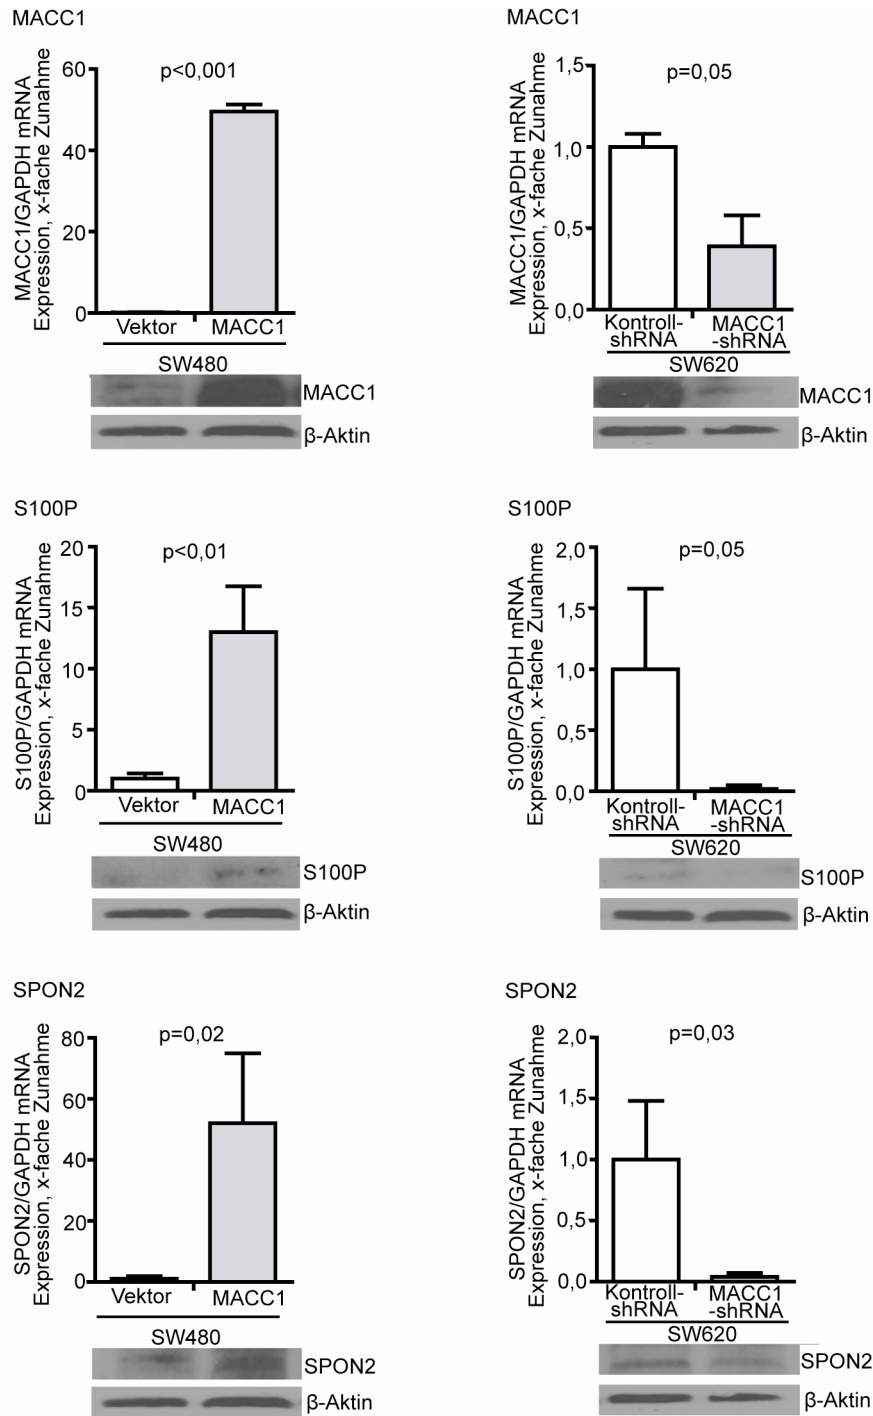 MACC1
MACC1/GAPDH mRNA
Expression, x-fache Zunahme
60
40
20
0
p<0,001
Vektor
MACC1
SW480
MACC1
β-Aktin
MACC1
MACC1/GAPDH mRNA
Expression, x-fache Zunahme
1,5
1,0
0,5
0,0
p=0,05
Kontroll-
shRNA
MACC1
-shRNA
SW620
MACC1
β-Aktin
S100P
S100P/GAPDH mRNA
Expression, x-fache Zunahme
20
15
10
5
0
p<0,01
Vektor
MACC1
SW480
S100P
β-Aktin
S100P
S100P/GAPDH mRNA
Expression, x-fache Zunahme
2,0
1,5
1,0
0,5
0,0
p=0,05
Kontroll-
shRNA
MACC1
-shRNA
SW620
S100P
β-Aktin
SPON2
SPON2/GAPDH mRNA
Expression, x-fache Zunahme
80
60
40
20
0
p=0,02
Vektor
MACC1
SW480
SPON2
β-Aktin
SPON2
SPON2/GAPDH mRNA
Expression, x-fache Zunahme
2,0
1,5
1,0
0,5
0,0
p=0,03
Kontroll-
shRNA
MACC1
-shRNA
SW620
SPON2
β-Aktin